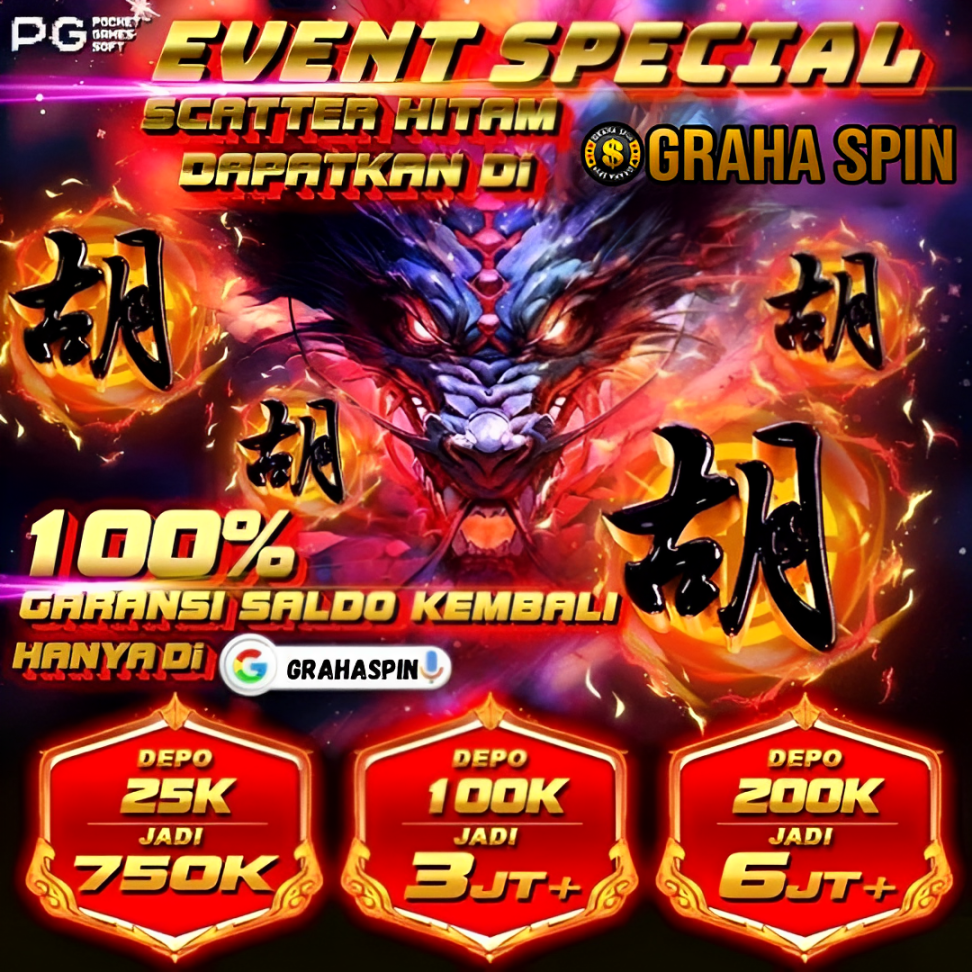 PG POCKET GAMES SOFT
EVENT SPECIAL
SCATTER HITAM
DAPATKAN Di
GRAHA SPIN
胡
胡
胡
胡
100%
GARANSI SALDO KEMBALI
HANYA Di
GRAHASPIN
DEPO
25K
JADI
750K
DEPO
100K
JADI
3JT+
DEPO
200K
JADI
6JT+